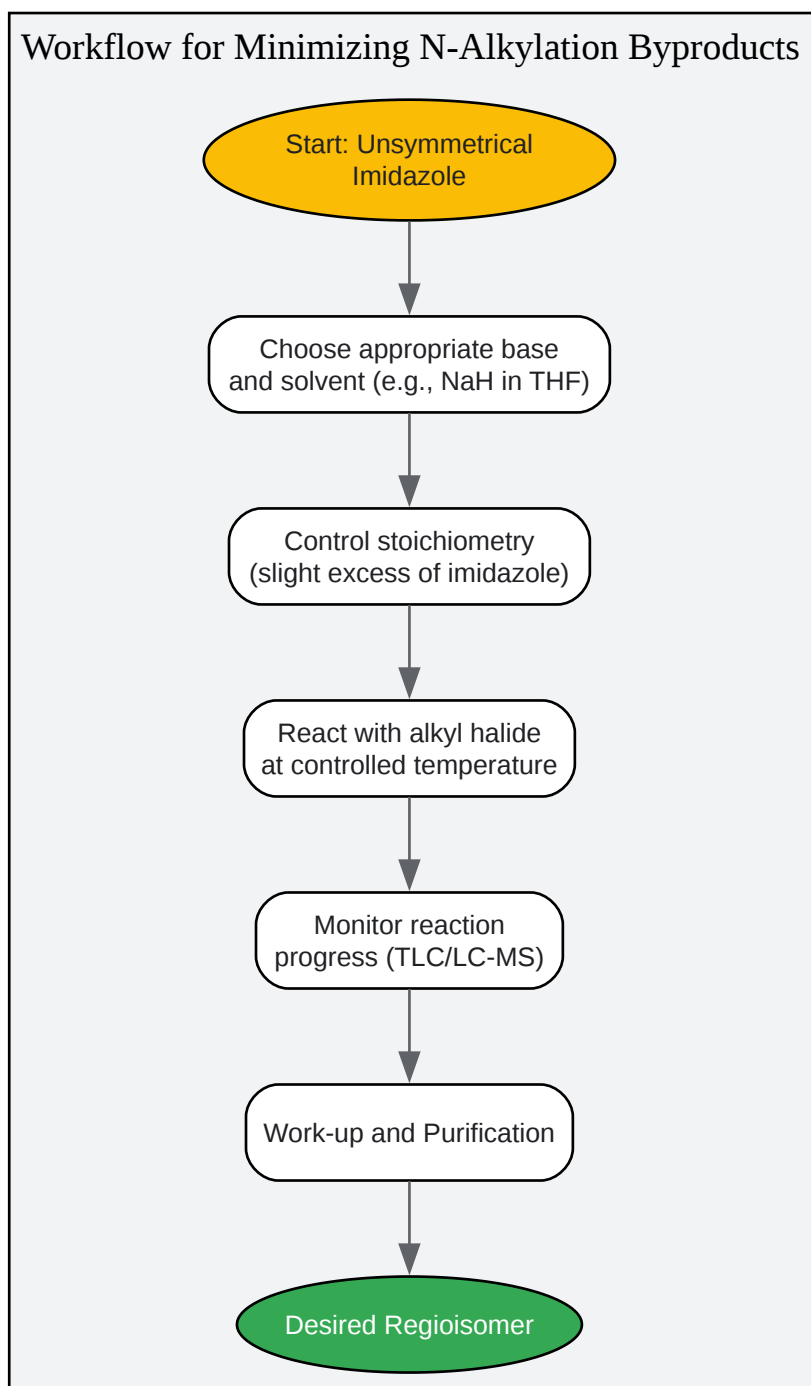 Workflow for Minimizing N-Alkylation Byproducts
Start: Unsymmetrical
Imidazole
Choose appropriate base
and solvent (e.g., NaH in THF)
Control stoichiometry
(slight excess of imidazole)
React with alkyl halide
at controlled temperature
Monitor reaction
progress (TLC/LC-MS)
Work-up and Purification
Desired Regioisomer